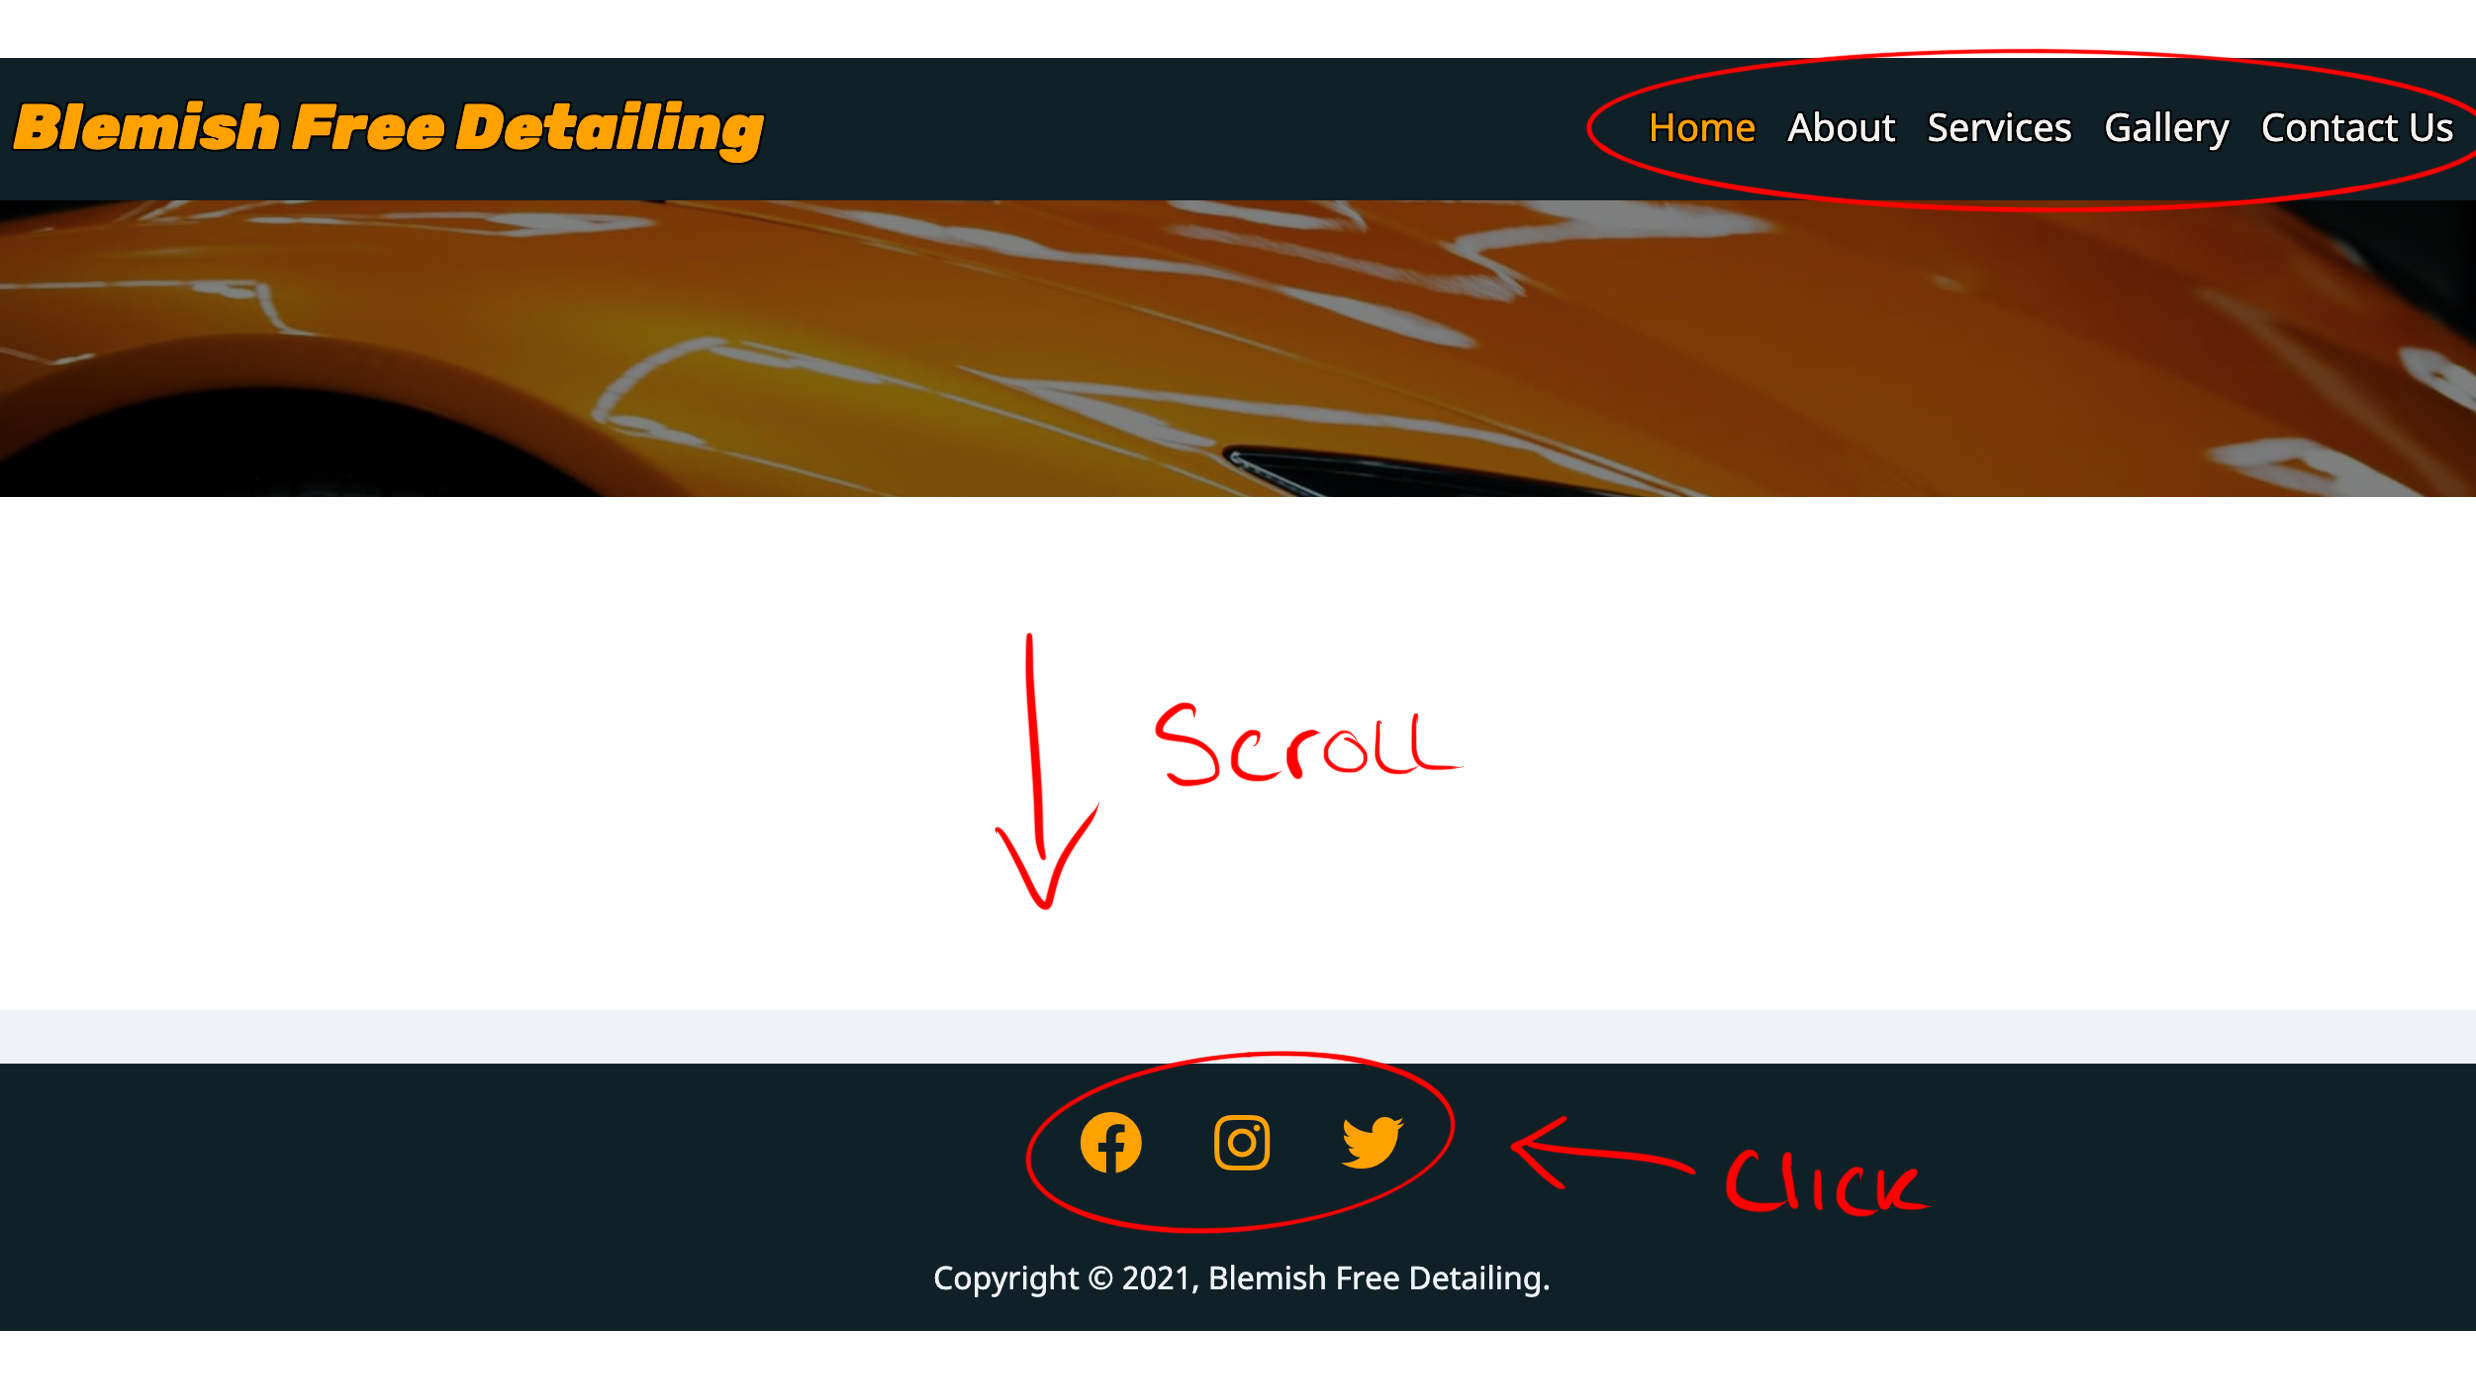 Blemish Free Detailing
Home About Services Gallery Contact Us
Scroll
Click
Copyright © 2021, Blemish Free Detailing.